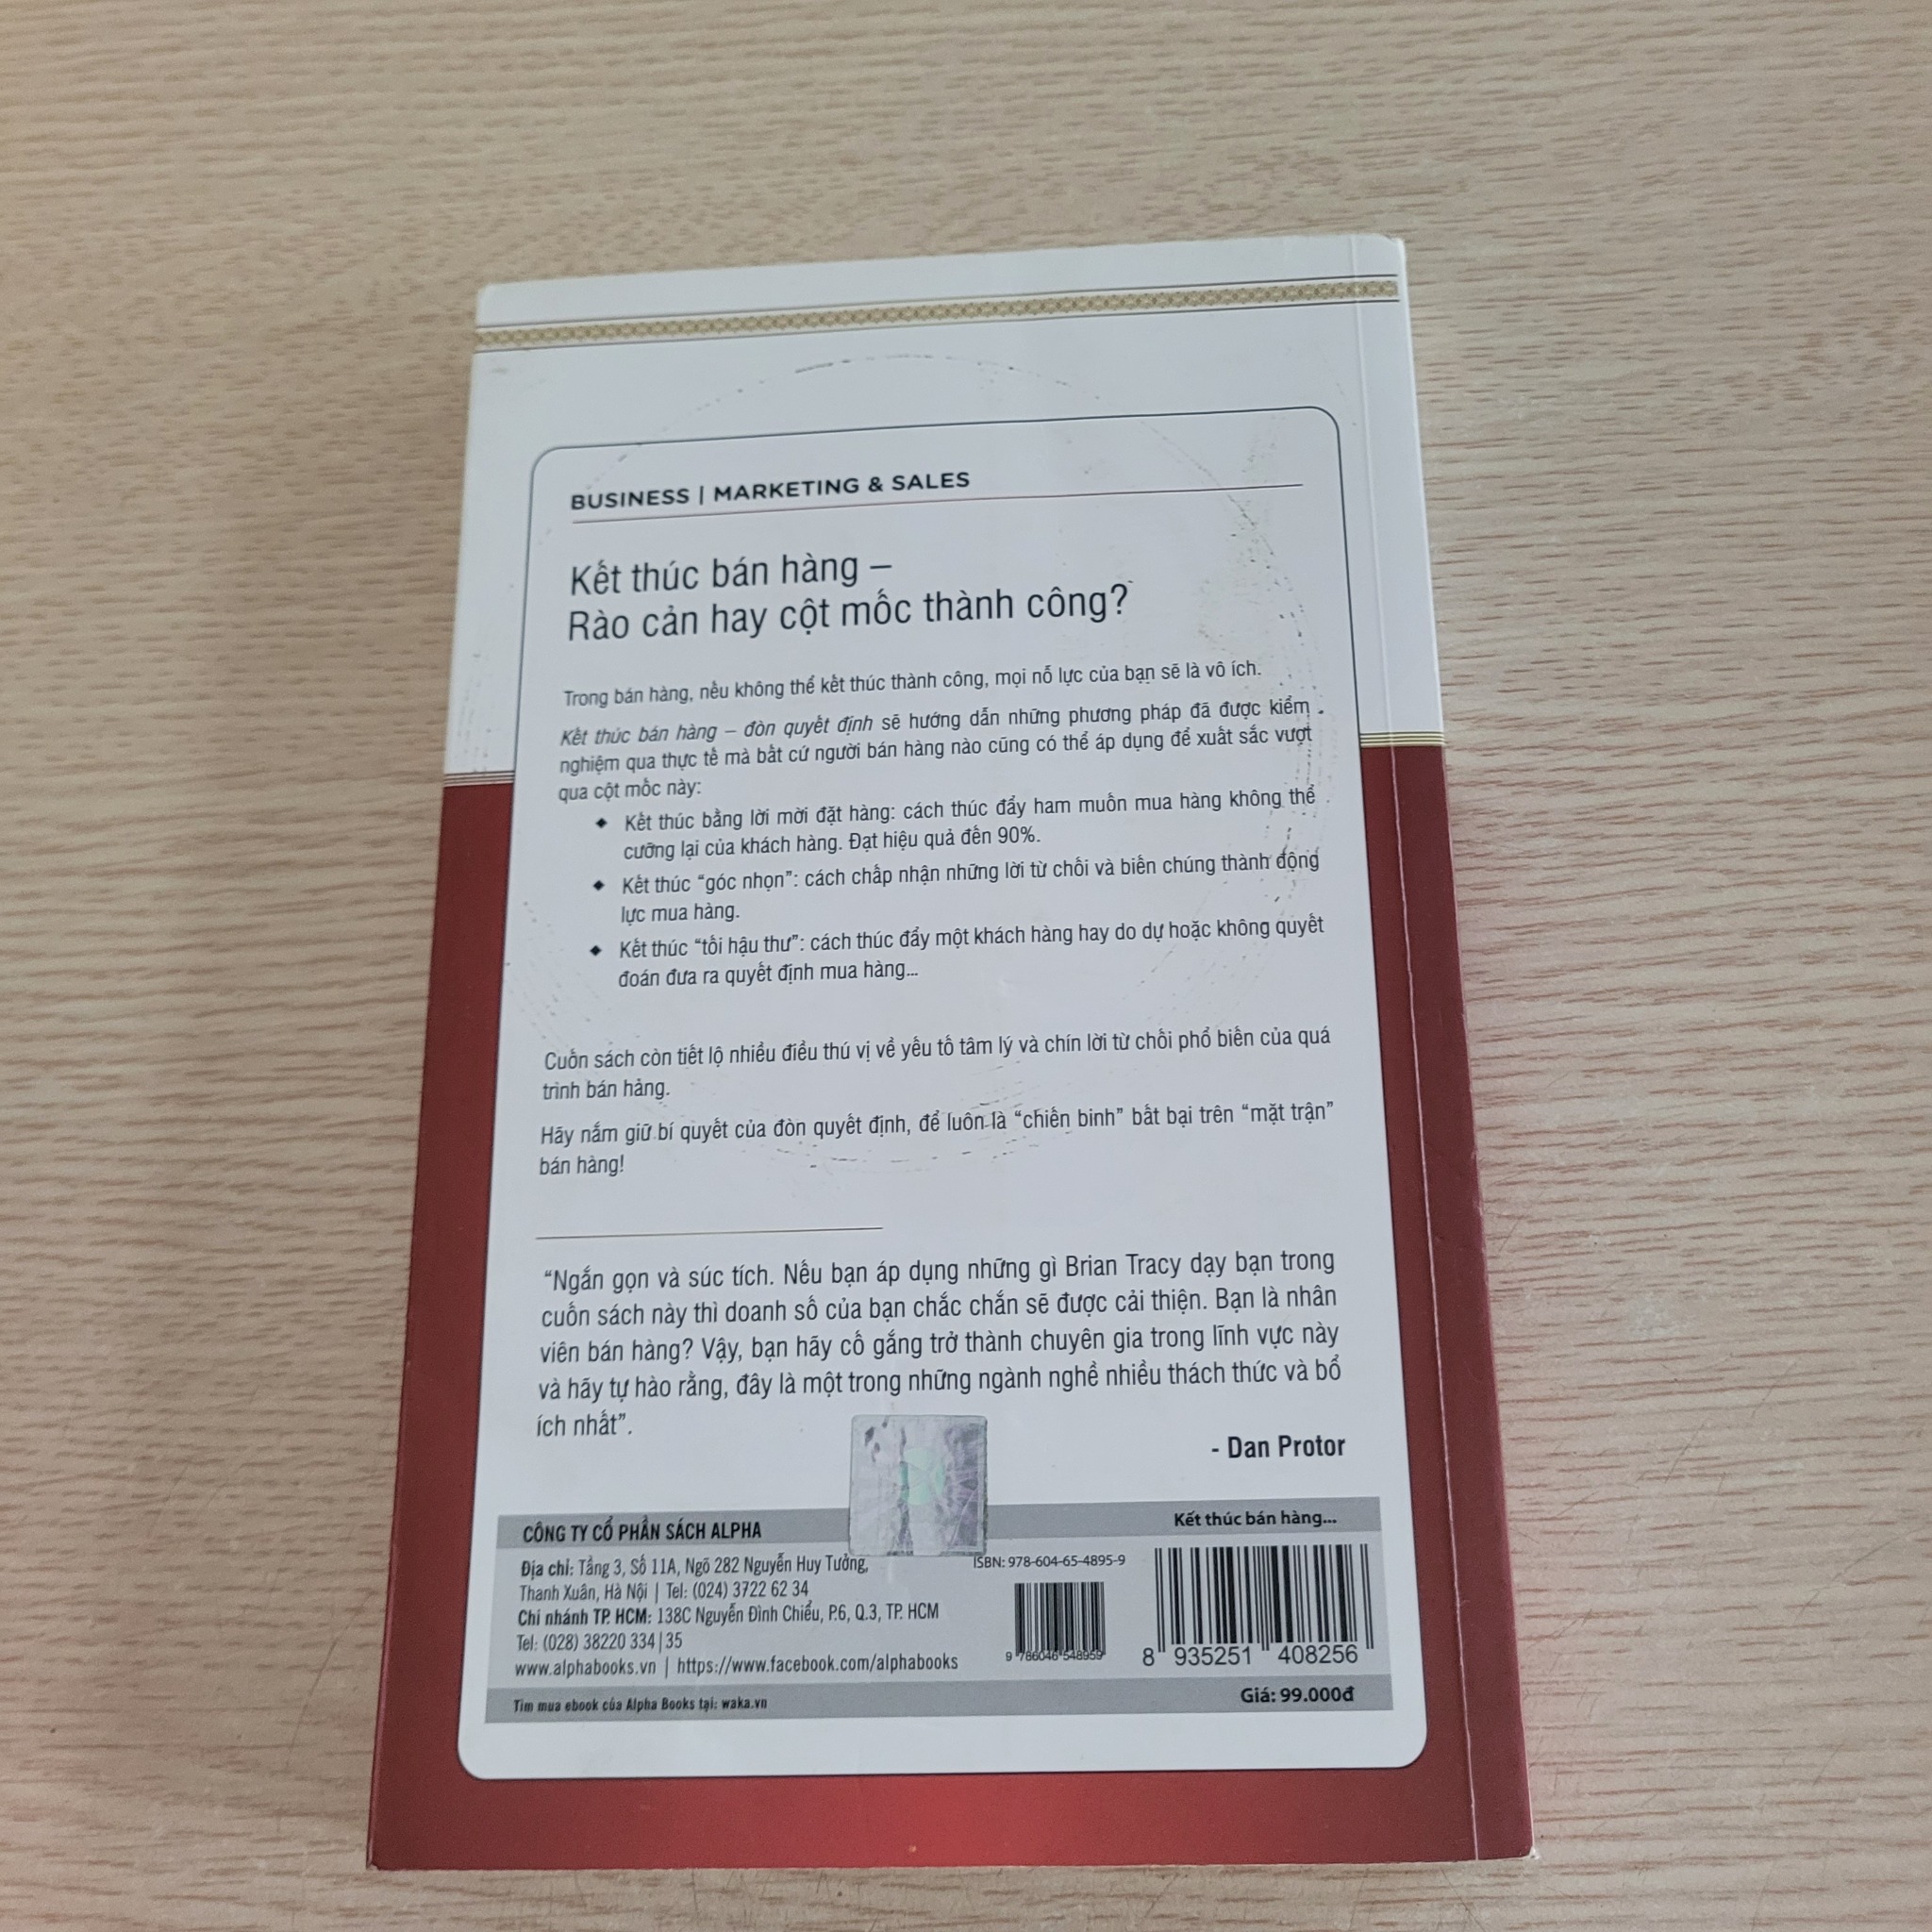 BUSINESS | MARKETING & SALES
Kết thúc bán hàng –
Rào cản hay cột mốc thành công?
Trong bán hàng, nếu không thể kết thúc thành công, mọi nỗ lực của bạn sẽ là vô ích.
Kết thúc bán hàng – đòn quyết định sẽ hướng dẫn những phương pháp đã được kiểm
nghiệm qua thực tế mà bất cứ người bán hàng nào cũng có thể áp dụng để xuất sắc vượt
qua cột mốc này:
◆ Kết thúc bằng lời mời đặt hàng: cách thúc đẩy ham muốn mua hàng không thể
cưỡng lại của khách hàng. Đạt hiệu quả đến 90%.
◆ Kết thúc “góc nhọn”: cách chấp nhận những lời từ chối và biến chúng thành động
lực mua hàng.
◆ Kết thúc “tối hậu thư”: cách thúc đẩy một khách hàng hay do dự hoặc không quyết
đoán đưa ra quyết định mua hàng...
Cuốn sách còn tiết lộ nhiều điều thú vị về yếu tố tâm lý và chín lời từ chối phổ biến của quá
trình bán hàng.
Hãy nắm giữ bí quyết của đòn quyết định, để luôn là “chiến binh” bất bại trên “mặt trận”
bán hàng!
“Ngắn gọn và súc tích. Nếu bạn áp dụng những gì Brian Tracy dạy bạn trong
cuốn sách này thì doanh số của bạn chắc chắn sẽ được cải thiện. Bạn là nhân
viên bán hàng? Vậy, bạn hãy cố gắng trở thành chuyên gia trong lĩnh vực này
và hãy tự hào rằng, đây là một trong những ngành nghề nhiều thách thức và bổ
ích nhất”.
- Dan Protor
CÔNG TY CỔ PHẦN SÁCH ALPHA
Địa chỉ: Tầng 3, Số 11A, Ngõ 282 Nguyễn Huy Tưởng,
Thanh Xuân, Hà Nội | Tel: (024) 3722 62 34
Chi nhánh TP. HCM: 138C Nguyễn Đình Chiểu, P.6, Q.3, TP. HCM
Tel: (028) 38220 334|35
www.alphabooks.vn | https://www.facebook.com/alphabooks
Tìm mua ebook của Alpha Books tại: waka.vn
ISBN: 978-604-65-4895-9
9 786046 548959
Kết thúc bán hàng...
8 935251 408256
Giá: 99.000đ